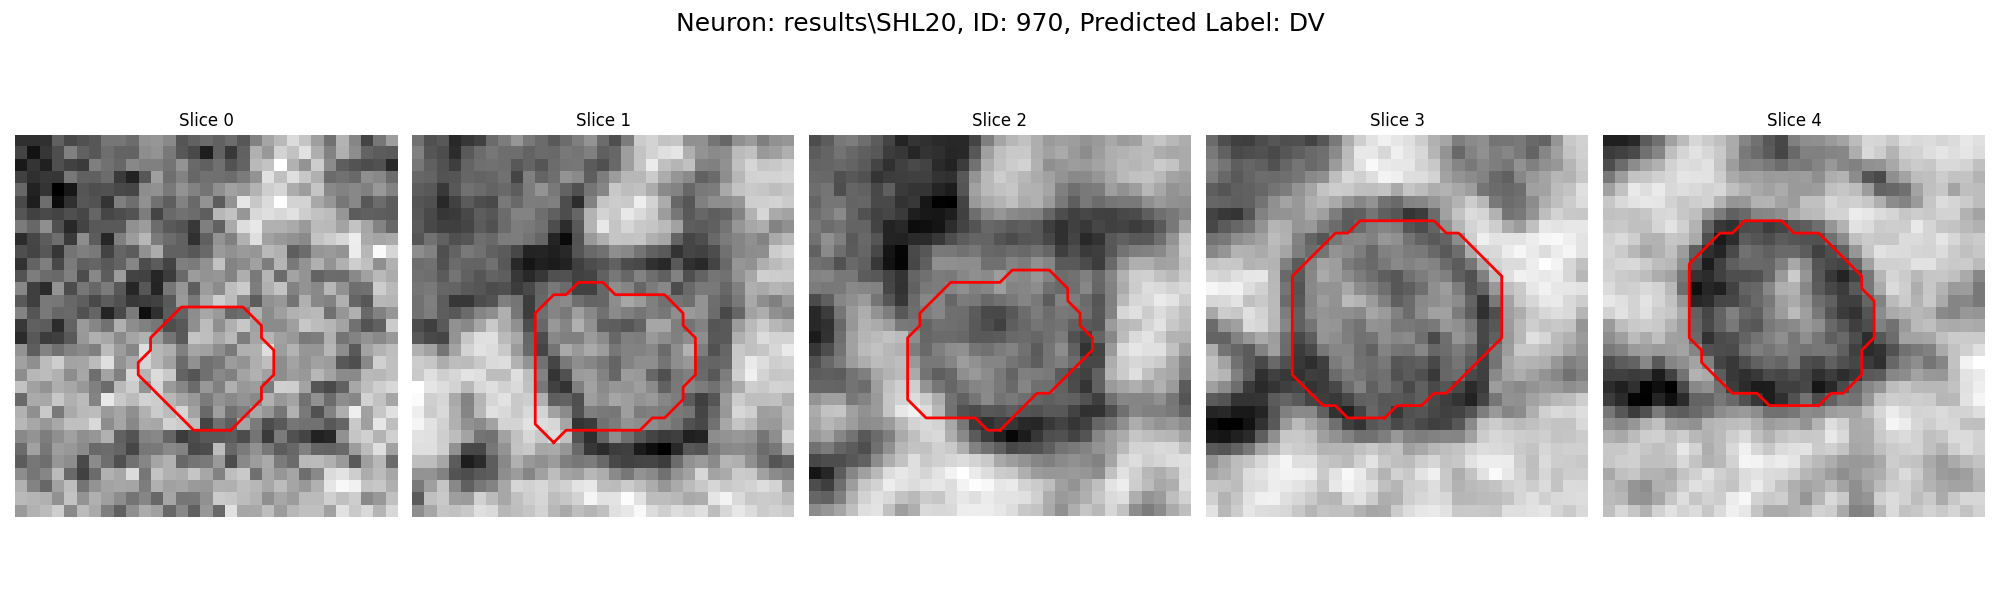 Neuron: results\SHL20, ID: 970, Predicted Label: DV
Slice 0
Slice 1
Slice 2
Slice 3
Slice 4